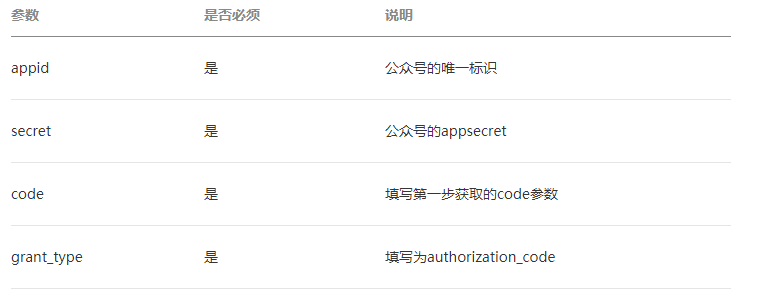 参数 是否必须 说明
appid 是 公众号的唯一标识
secret 是 公众号的appsecret
code 是 填写第一步获取的code参数
grant_type 是 填写为authorization_code